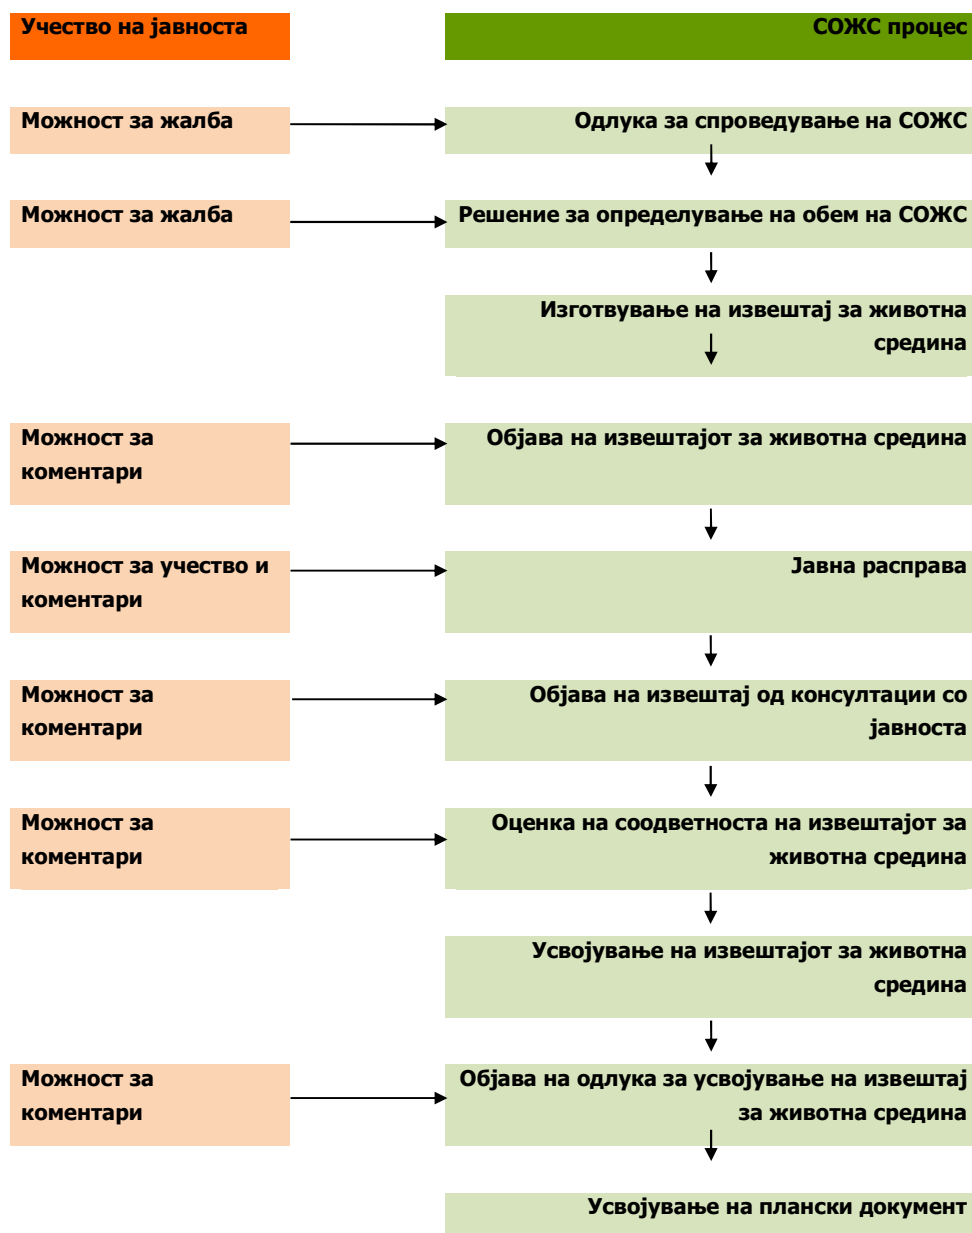 Учество на јавноста
СОЖС процес
Можност за жалба
Одлука за спроведување на СОЖС
Можност за жалба
Решение за определување на обем на СОЖС
Изготвување на извештај за животна
средина
Можност за
коментари
Објава на извештајот за животна средина
Можност за учество и
коментари
Јавна расправа
Можност за
коментари
Објава на извештај од консултации со
јавноста
Можност за
коментари
Оценка на соодветноста на извештајот за
животна средина
Усвојување на извештајот за животна
средина
Можност за
коментари
Објава на одлука за усвојување на извештај
за животна средина
Усвојување на плански документ